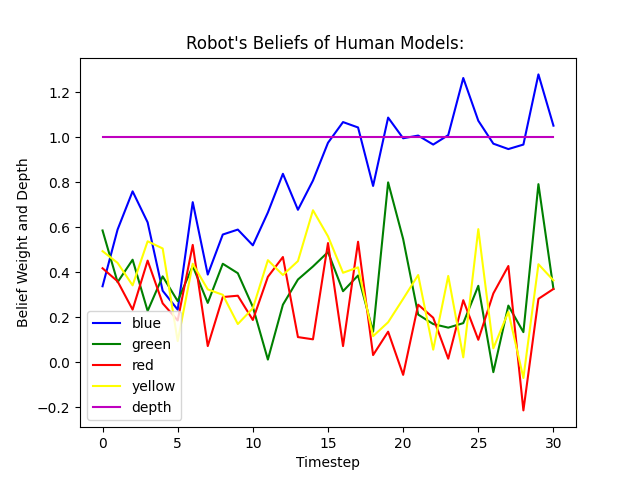 Robot's Beliefs of Human Models:
Belief Weight and Depth
1.2
1.0
0.8
0.6
0.4
0.2
0.0
−0.2
blue
green
red
yellow
depth
0 5 10 15 20 25 30
Timestep